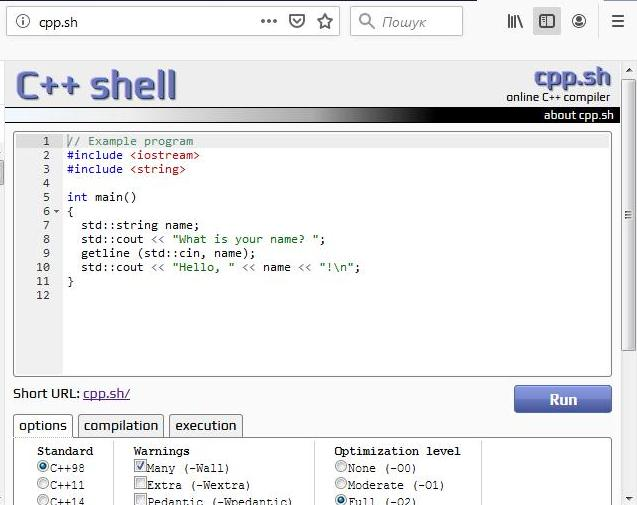 cpp.sh
Пошук
C++ shell
cpp.sh
online C++ compiler
about cpp.sh
1 // Example program
2 #include <iostream>
3 #include <string>
4
5 int main()
6 {
7   std::string name;
8   std::cout << "What is your name? ";
9   getline (std::cin, name);
10   std::cout << "Hello, " << name << "!\n";
11 }
12
Short URL: cpp.sh/
Run
options compilation execution
Standard Warnings Optimization level
C++98 Many (-Wall) None (-O0)
C++11 Extra (-Wextra) Moderate (-O1)
C++14 Pedantic (-Wpedantic) Full (-O2)